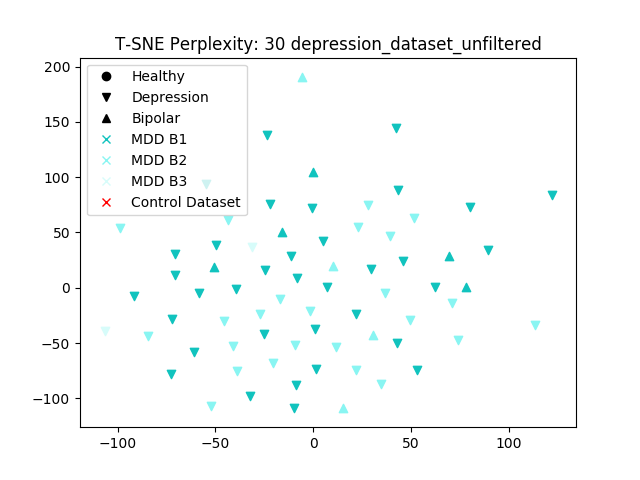 T-SNE Perplexity: 30 depression_dataset_unfiltered
200
150
100
50
0
−50
−100
Healthy
Depression
Bipolar
MDD B1
MDD B2
MDD B3
Control Dataset
−100 −50 0 50 100